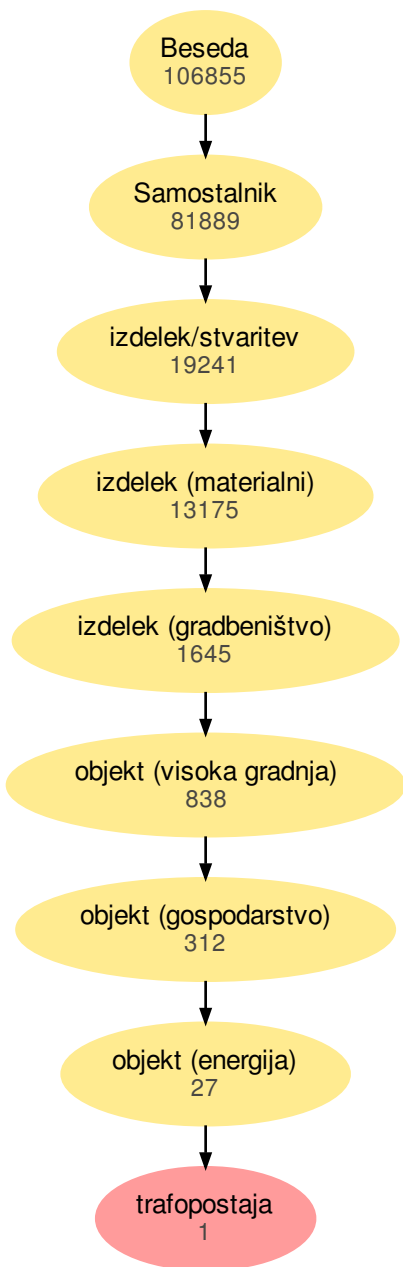 Beseda
106855
Samostalnik
81889
izdelek/stvaritev
19241
izdelek (materialni)
13175
izdelek (gradbeništvo)
1645
objekt (visoka gradnja)
838
objekt (gospodarstvo)
312
objekt (energija)
27
trafopostaja
1